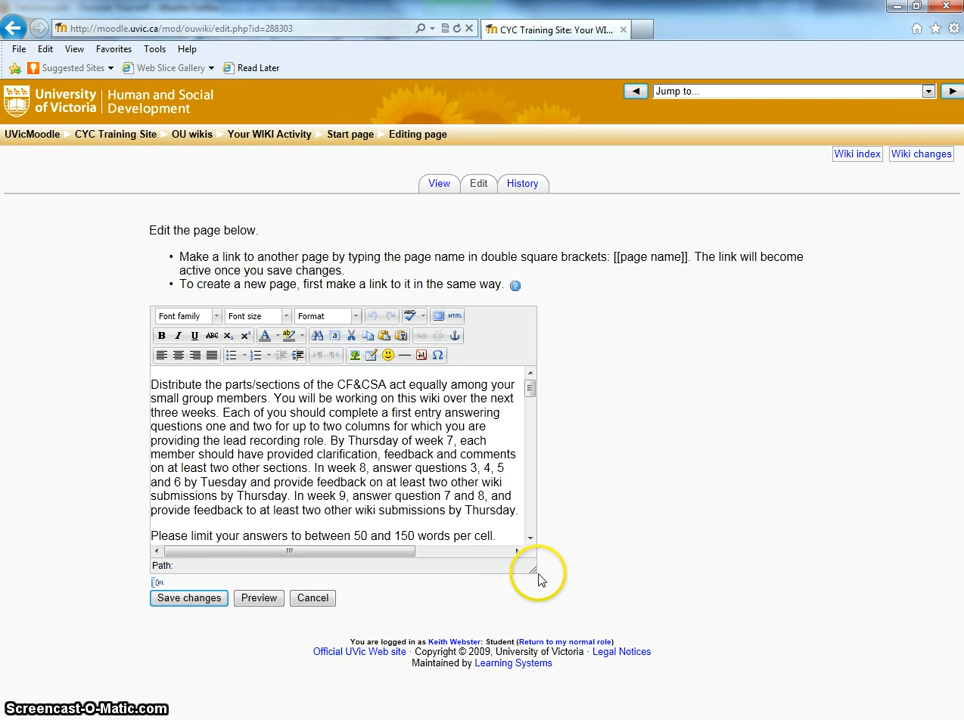 http://moodle.uvic.ca/mod/ouwiki/edit.php?id=288303
CYC Training Site: Your WI...
File Edit View Favorites Tools Help
Suggested Sites Web Slice Gallery Read Later
University of Victoria
Human and Social Development
Jump to...
UVicMoodle CYC Training Site OU wikis Your WIKI Activity Start page Editing page
Wiki index Wiki changes
View Edit History
Edit the page below.
• Make a link to another page by typing the page name in double square brackets: [[page name]]. The link will become
active once you save changes.
• To create a new page, first make a link to it in the same way.
Font family Font size Format HTML
B I U ABC
Distribute the parts/sections of the CF&CSA act equally among your
small group members. You will be working on this wiki over the next
three weeks. Each of you should complete a first entry answering
questions one and two for up to two columns for which you are
providing the lead recording role. By Thursday of week 7, each
member should have provided clarification, feedback and comments
on at least two other sections. In week 8, answer questions 3, 4, 5
and 6 by Tuesday and provide feedback on at least two other wiki
submissions by Thursday. In week 9, answer question 7 and 8, and
provide feedback to at least two other wiki submissions by Thursday.
Please limit your answers to between 50 and 150 words per cell.
Path:
Save changes Preview Cancel
You are logged in as Keith Webster: Student (Return to my normal role)
Official UVic Web site · Copyright © 2009, University of Victoria · Legal Notices
Maintained by Learning Systems
Screencast-O-Matic.com